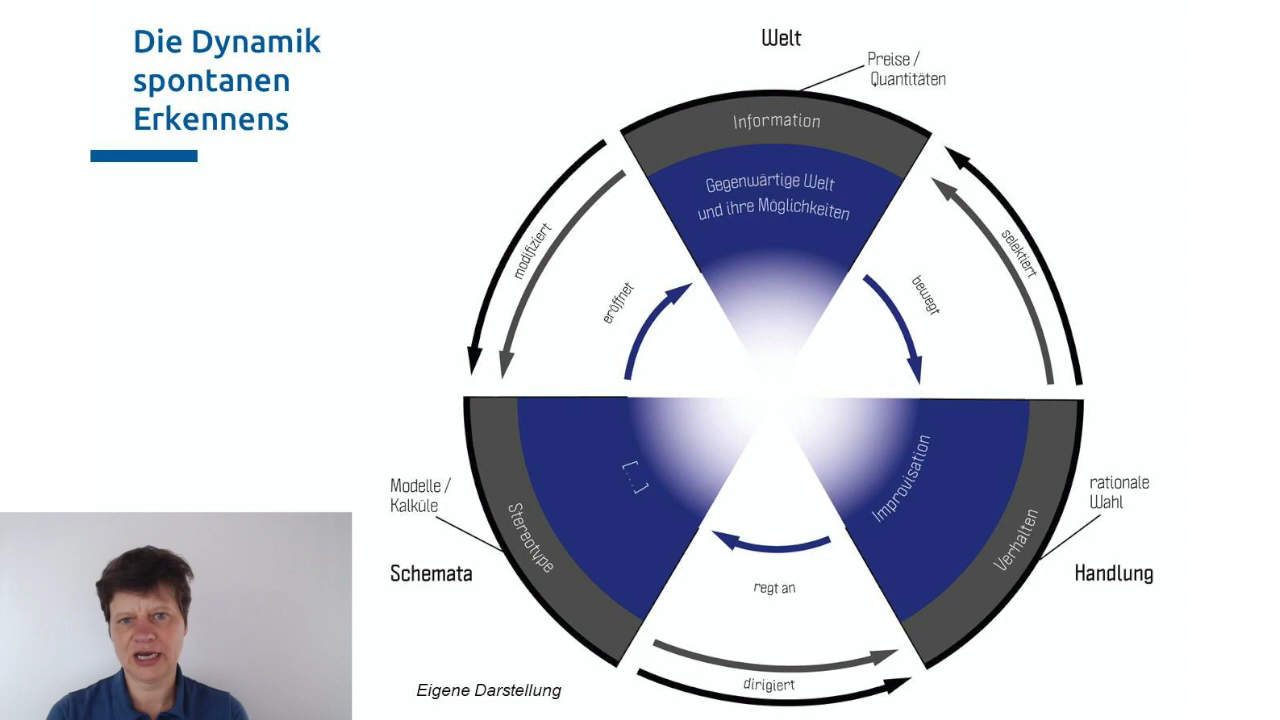 Die Dynamik
spontanen
Erkennens
Welt
Preise /
Quantitäten
Information
Gegenwärtige Welt
und ihre Möglichkeiten
modifiziert
selektiert
eröffnet
bewegt
Modelle /
Kalküle
Stereotype
[....]
Improvisation
Verhalten
rationale
Wahl
Schemata
Handlung
regt an
dirigiert
Eigene Darstellung